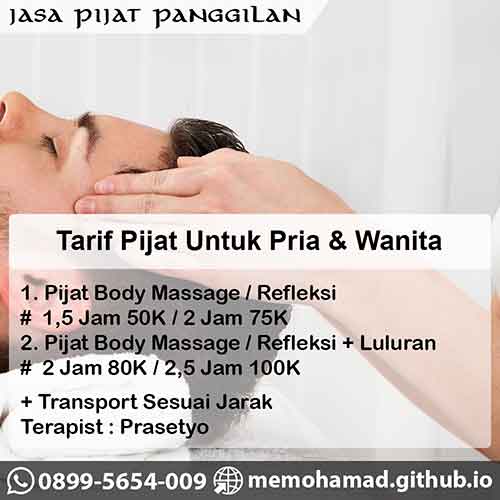 JASA PIJAT PANGGILAN
Tarif Pijat Untuk Pria & Wanita
1. Pijat Body Massage / Refleksi
# 1,5 Jam 50K / 2 Jam 75K
2. Pijat Body Massage / Refleksi + Luluran
# 2 Jam 80K / 2,5 Jam 100K
+ Transport Sesuai Jarak
Terapist : Prasetyo
0899-5654-009 memohamad.github.io